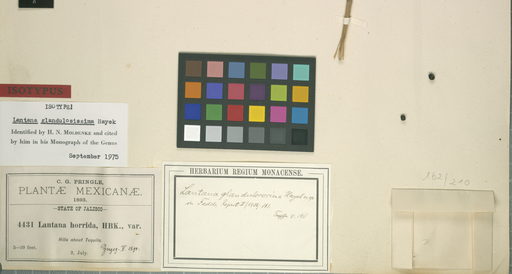 ISOTYPUS
ISOTYPE:
Lantana glandulosissima Hayek
Identified by H. N. MOLDENKE and cited
by him in his Monograph of the Genus
September 1975
C. G. PRINGLE,
PLANTÆ MEXICANÆ.
1893.
STATE OF JALISCO
4431 Lantana horrida, HBK., var.
Hills about Tequila,
2. July.
HERBARIUM REGIUM MONACENSE.
Lantana glandulosissima Hayek
162/210